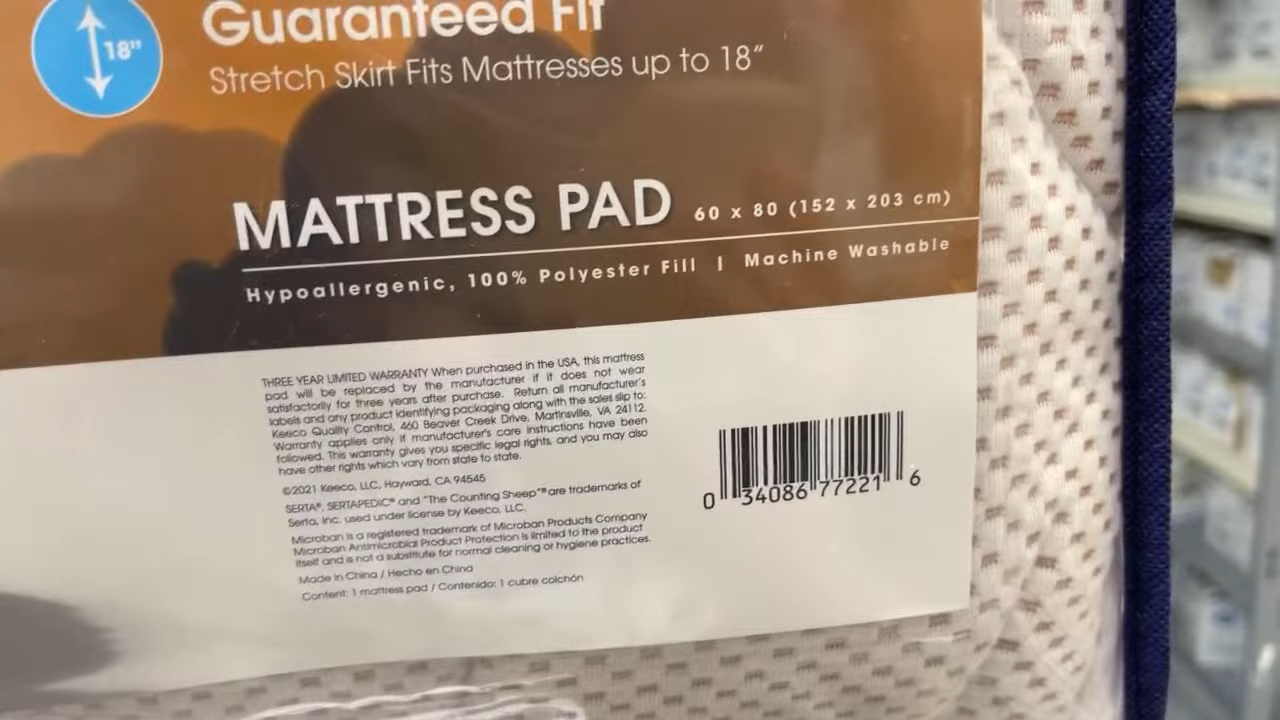 18"
Guaranteed Fit
Stretch Skirt Fits Mattresses up to 18"
MATTRESS PAD 60 x 80 (152 x 203 cm)
Hypoallergenic, 100% Polyester Fill | Machine Washable
THREE YEAR LIMITED WARRANTY When purchased in the USA, this mattress
pad will be replaced by the manufacturer if it does not wear
satisfactorily for three years after purchase. Return all manufacturer's
labels and any product identifying packaging along with the sales slip to:
Keeco Quality Control, 460 Beaver Creek Drive, Martinsville, VA 24112.
Warranty applies only if manufacturer's care instructions have been
followed. This warranty gives you specific legal rights, and you may also
have other rights which vary from state to state.
©2021 Keeco, LLC, Hayward, CA 94545
SERTA®, SERTAPEDIC® and "The Counting Sheep"® are trademarks of
Serta, Inc. used under license by Keeco, LLC.
Microban is a registered trademark of Microban Products Company
Microban Antimicrobial Product Protection is limited to the product
itself and is not a substitute for normal cleaning or hygiene practices.
Made in China / Hecho en China
Content: 1 mattress pad / Contenido: 1 cubre colchón
0 34086 77221 6